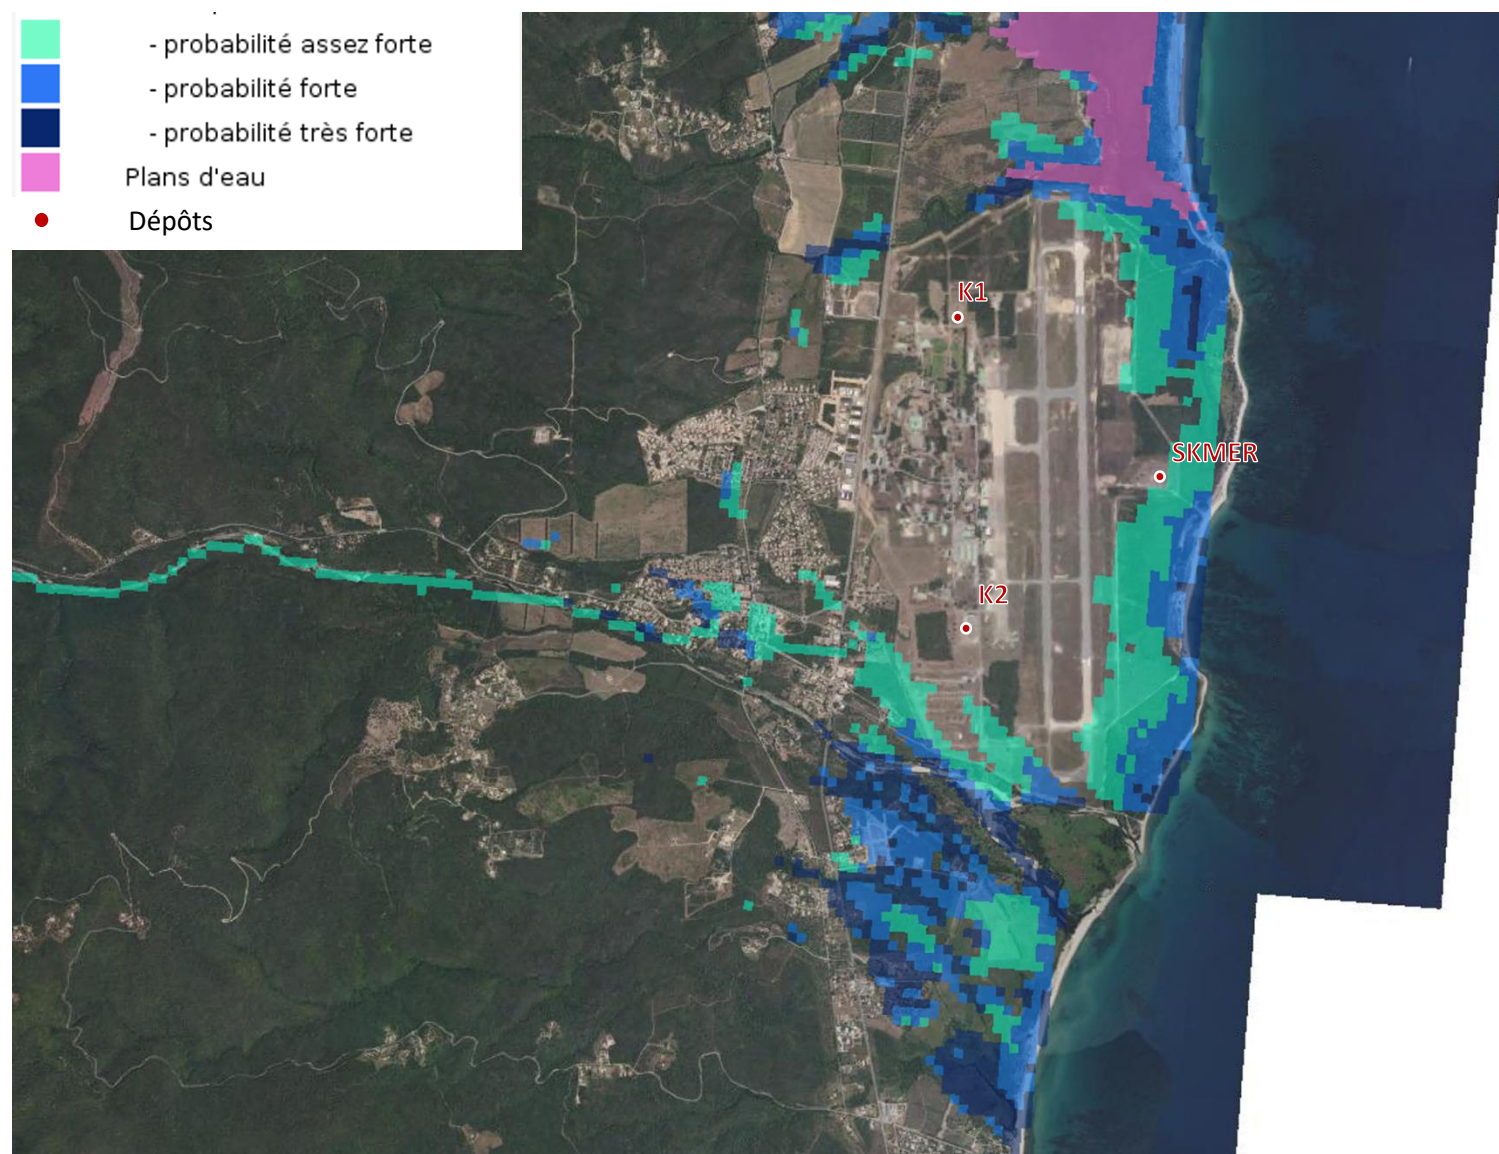 - probabilité assez forte
- probabilité forte
- probabilité très forte
Plans d'eau
Dépôts
K1
SKMER
K2